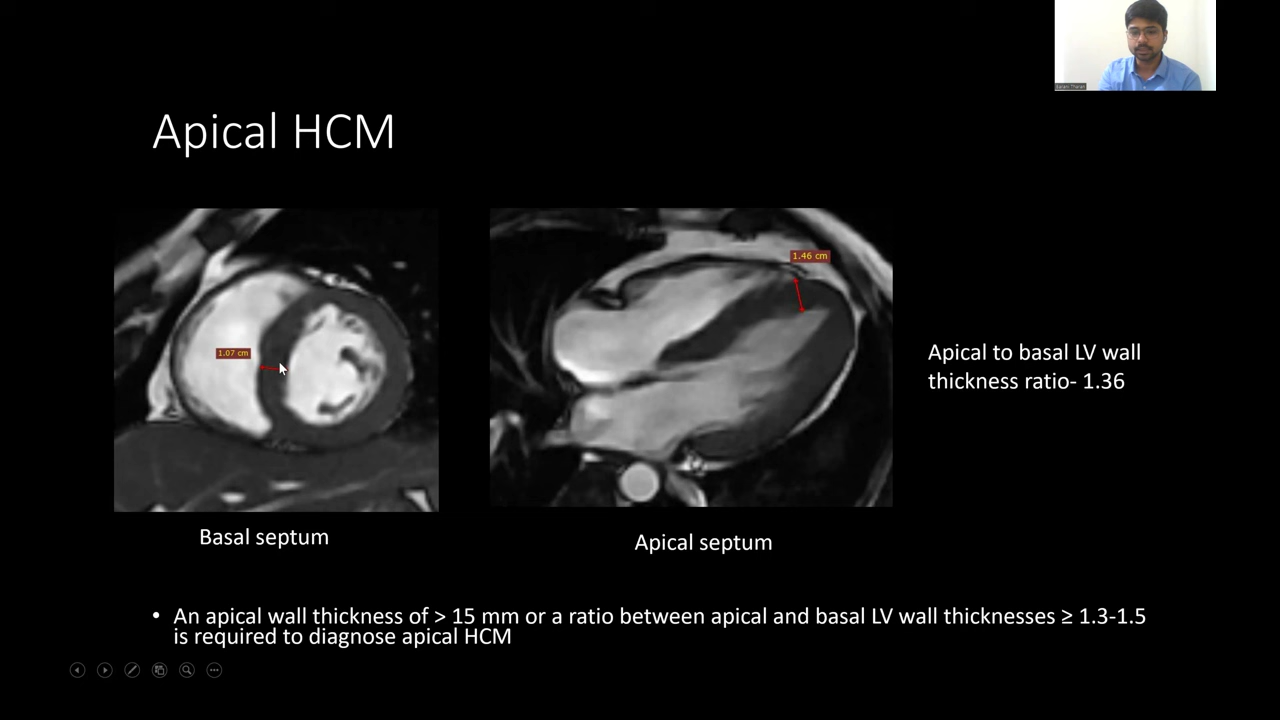 Apical HCM
1.07 cm
1.46 cm
Apical to basal LV wall
thickness ratio- 1.36
Basal septum
Apical septum
• An apical wall thickness of > 15 mm or a ratio between apical and basal LV wall thicknesses ≥ 1.3-1.5
is required to diagnose apical HCM